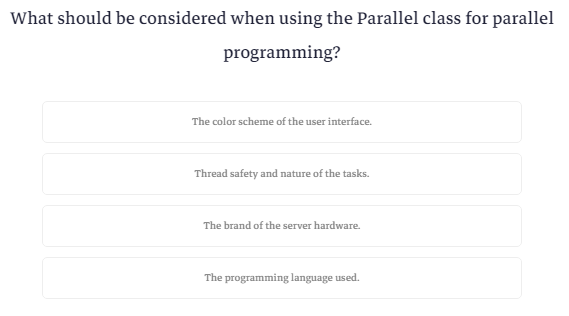 What should be considered when using the Parallel class for parallel
programming?
The color scheme of the user interface.
Thread safety and nature of the tasks.
The brand of the server hardware.
The programming language used.